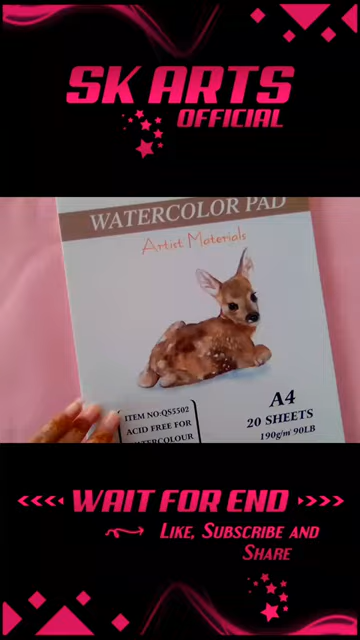 SK ARTS
OFFICIAL
WATERCOLOR PAD
Artist Materials
ITEM NO:QS5502
ACID FREE FOR
WATERCOLOUR
A4
20 SHEETS
190g/m² 90LB
<<<< WAIT FOR END >>>>
LIKE, SUBSCRIBE AND
SHARE